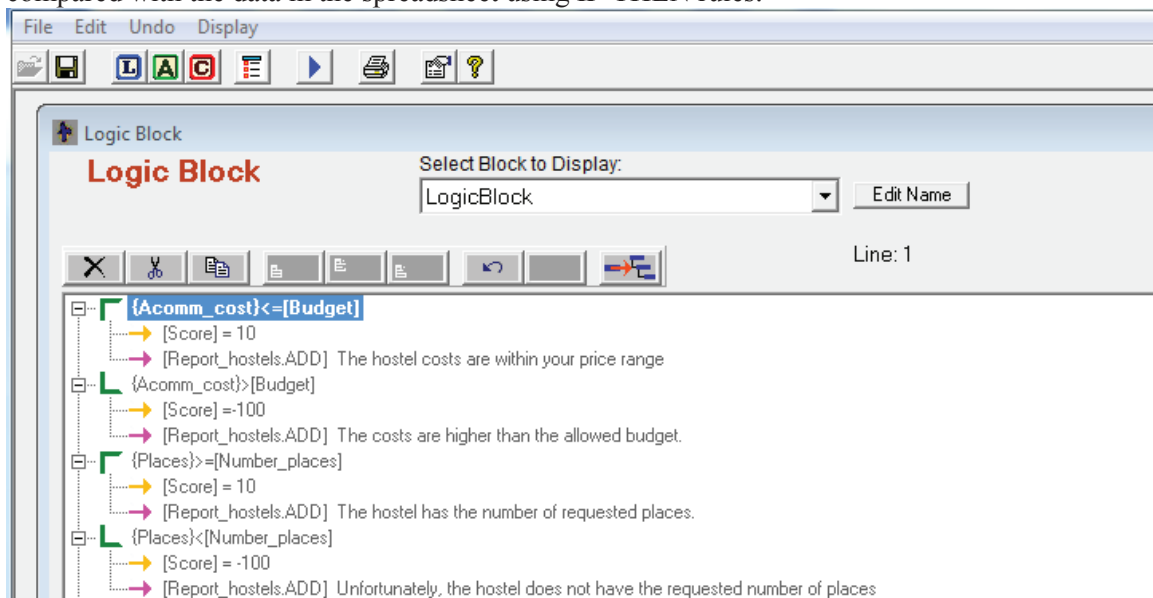 compared with the data in the spreadsheet using IF-THEN rules.
File Edit Undo Display
L A C ?
Logic Block
Logic Block
Select Block to Display:
LogicBlock
Edit Name
Line: 1
{Acomm_cost}<=[Budget]
[Score] = 10
[Report_hostels.ADD] The hostel costs are within your price range
{Acomm_cost}>[Budget]
[Score] =-100
[Report_hostels.ADD] The costs are higher than the allowed budget.
{Places}>=[Number_places]
[Score] = 10
[Report_hostels.ADD] The hostel has the number of requested places.
{Places}<[Number_places]
[Score] = -100
[Report_hostels.ADD] Unfortunately, the hostel does not have the requested number of places